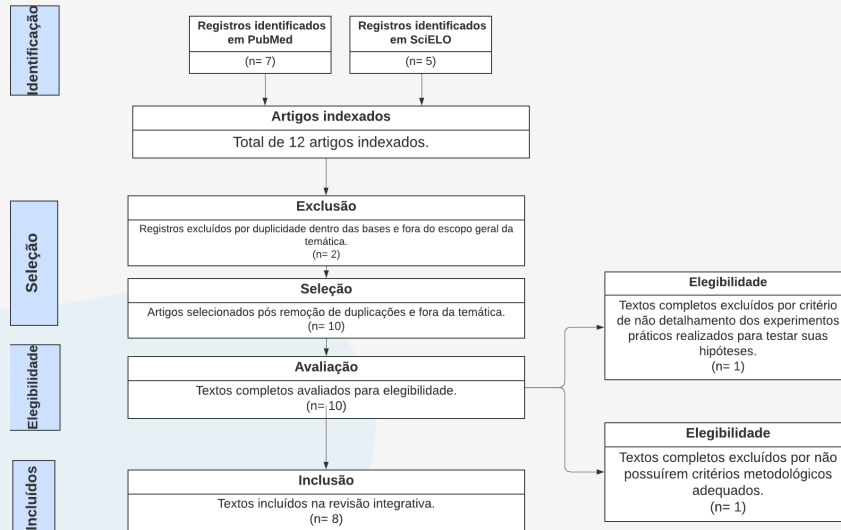 Identificação
Registros identificados
em PubMed
(n= 7)
Registros identificados
em SciELO
(n= 5)
Artigos indexados
Total de 12 artigos indexados.
Seleção
Exclusão
Registros excluídos por duplicidade dentro das bases e fora do escopo geral da
temática.
(n= 2)
Seleção
Artigos selecionados pós remoção de duplicações e fora da temática.
(n= 10)
Elegibilidade
Avaliação
Textos completos avaliados para elegibilidade.
(n= 10)
Elegibilidade
Textos completos excluídos por critério
de não detalhamento dos experimentos
práticos realizados para testar suas
hipóteses.
(n= 1)
Elegibilidade
Textos completos excluídos por não
possuírem critérios metodológicos
adequados.
(n= 1)
Incluídos
Inclusão
Textos incluídos na revisão integrativa.
(n= 8)